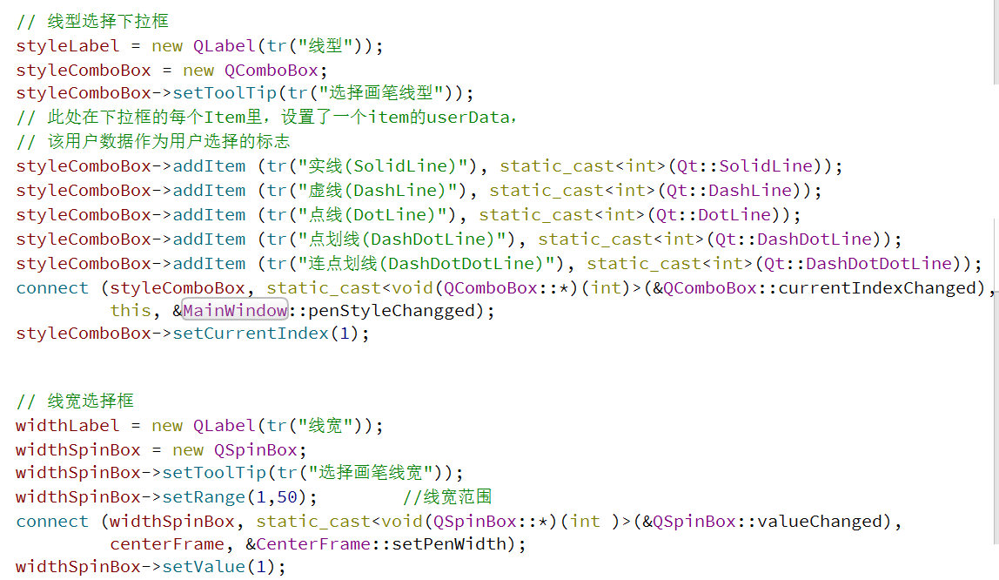 // 线型选择下拉框
styleLabel = new QLabel(tr("线型"));
styleComboBox = new QComboBox;
styleComboBox->setToolTip(tr("选择画笔线型"));
// 此处在下拉框的每个Item里，设置了一个item的userData，
// 该用户数据作为用户选择的标志
styleComboBox->addItem (tr("实线(SolidLine)"), static_cast<int>(Qt::SolidLine));
styleComboBox->addItem (tr("虚线(DashLine)"), static_cast<int>(Qt::DashLine));
styleComboBox->addItem (tr("点线(DotLine)"), static_cast<int>(Qt::DotLine));
styleComboBox->addItem (tr("点划线(DashDotLine)"), static_cast<int>(Qt::DashDotLine));
styleComboBox->addItem (tr("连点划线(DashDotDotLine)"), static_cast<int>(Qt::DashDotDotLine));
connect (styleComboBox, static_cast<void(QComboBox::*)(int)>(&QComboBox::currentIndexChanged),
         this, &MainWindow::penStyleChangged);
styleComboBox->setCurrentIndex(1);
// 线宽选择框
widthLabel = new QLabel(tr("线宽"));
widthSpinBox = new QSpinBox;
widthSpinBox->setToolTip(tr("选择画笔线宽"));
widthSpinBox->setRange(1,50);        //线宽范围
connect (widthSpinBox, static_cast<void(QSpinBox::*)(int )>(&QSpinBox::valueChanged),
         centerFrame, &CenterFrame::setPenWidth);
widthSpinBox->setValue(1);